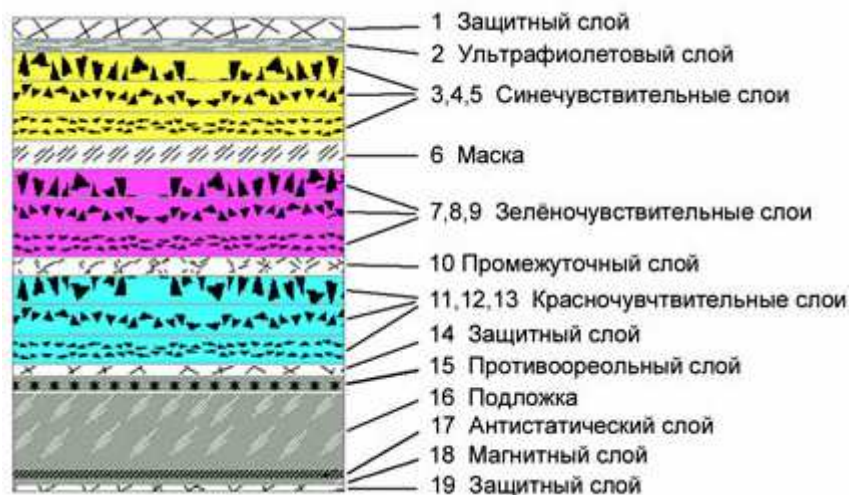 1 Защитный слой
2 Ультрафиолетовый слой
3,4,5 Синечувствительные слои
6 Маска
7,8,9 Зелёночувствительные слои
10 Промежуточный слой
11,12,13 Красночувчтвительные слои
14 Защитный слой
15 Противоореольный слой
16 Подложка
17 Антистатический слой
18 Магнитный слой
19 Защитный слой